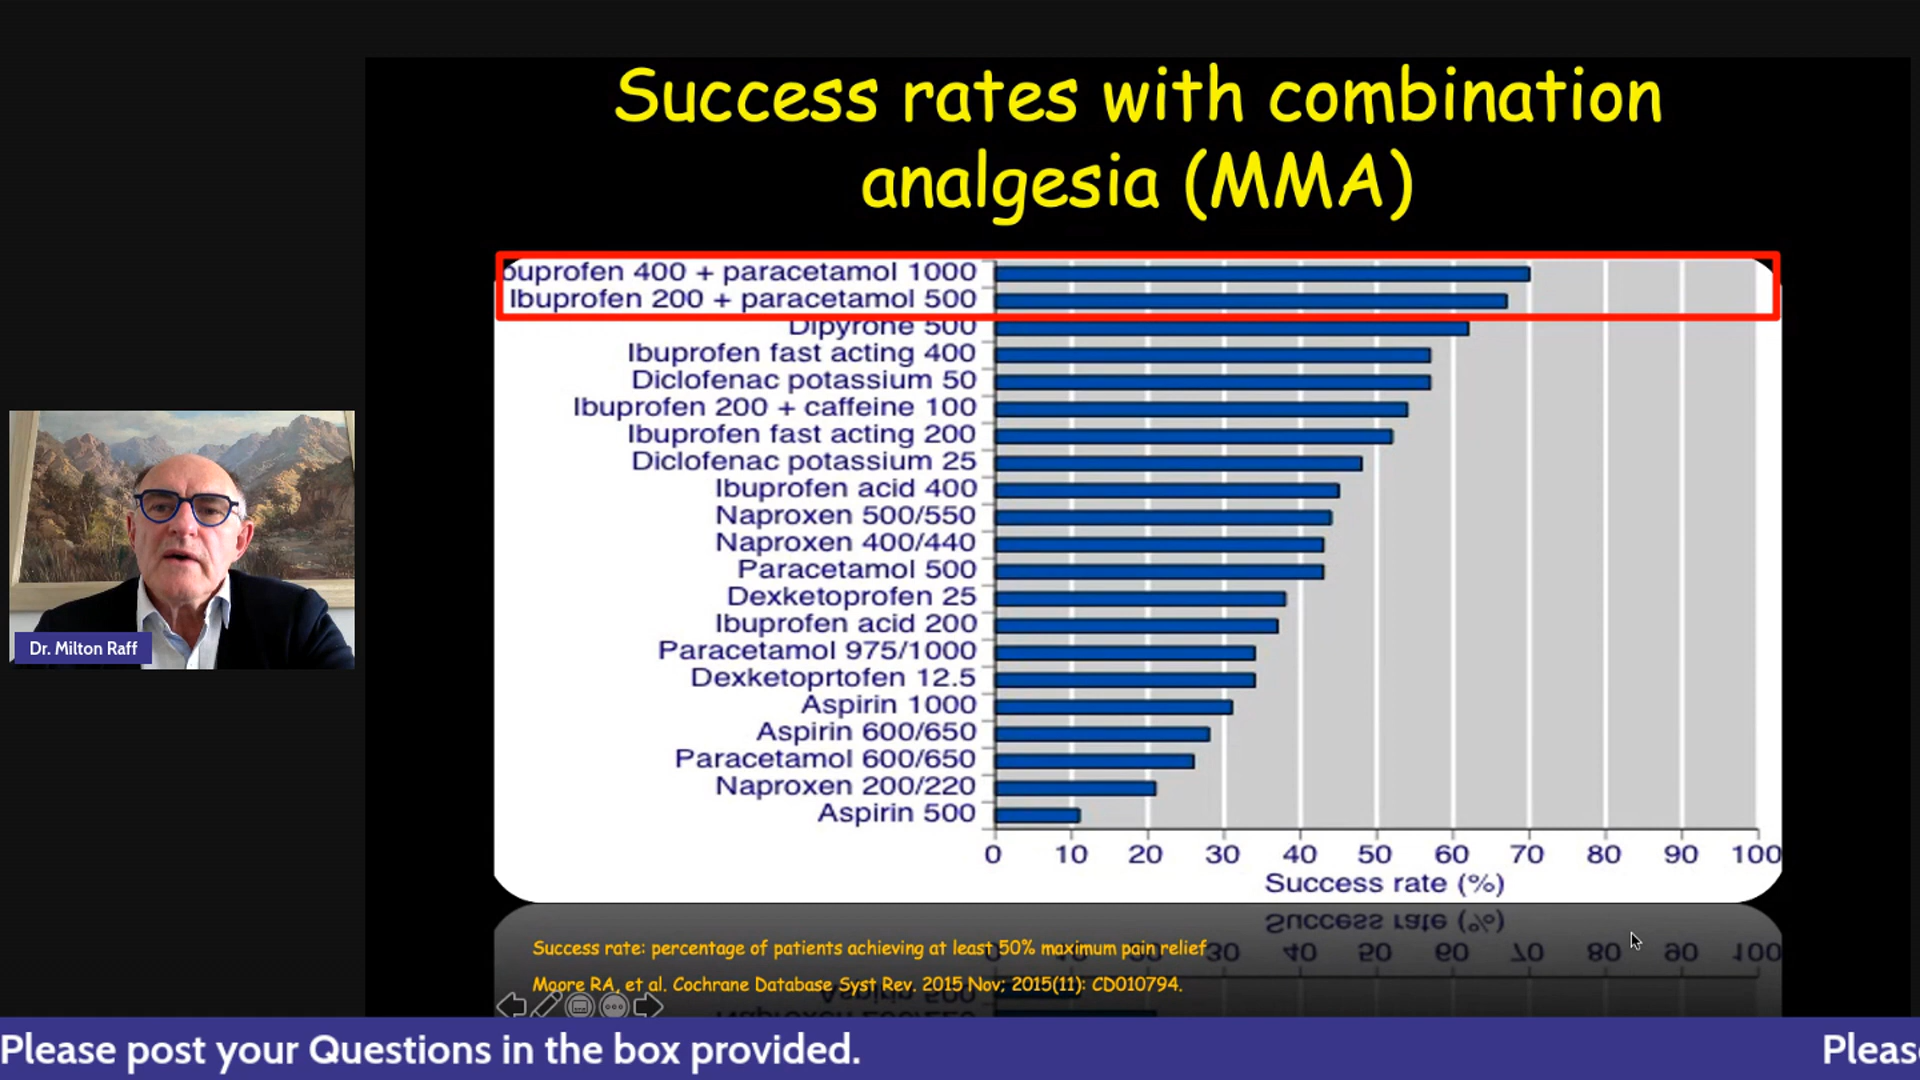 Success rates with combination
analgesia (MMA)
buprofen 400 + paracetamol 1000
Ibuprofen 200 + paracetamol 500
Dipyrone 500
Ibuprofen fast acting 400
Diclofenac potassium 50
Ibuprofen 200 + caffeine 100
Ibuprofen fast acting 200
Diclofenac potassium 25
Ibuprofen acid 400
Naproxen 500/550
Naproxen 400/440
Paracetamol 500
Dexketoprofen 25
Ibuprofen acid 200
Paracetamol 975/1000
Dexketoprtofen 12.5
Aspirin 1000
Aspirin 600/650
Paracetamol 600/650
Naproxen 200/220
Aspirin 500
0 10 20 30 40 50 60 70 80 90 100
Success rate (%)
Success rate: percentage of patients achieving at least 50% maximum pain relief
Moore RA, et al. Cochrane Database Syst Rev. 2015 Nov; 2015(11): CD010794.
Dr. Milton Raff
Please post your Questions in the box provided. Pleas